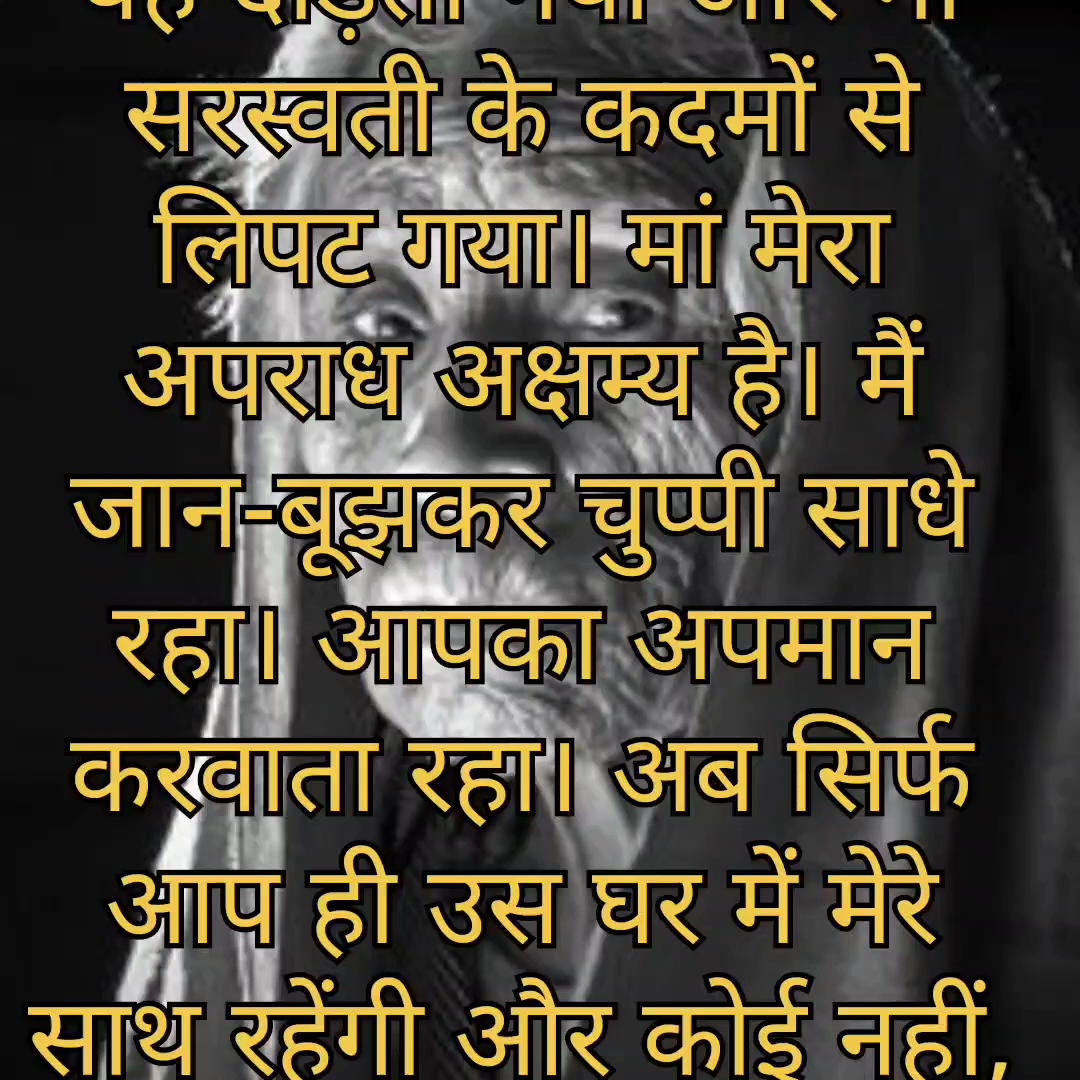 सरस्वती के कदमों से
लिपट गया। मां मेरा
अपराध अक्षम्य है। मैं
जान-बूझकर चुप्पी साधे
रहा। आपका अपमान
करवाता रहा। अब सिर्फ
आप ही उस घर में मेरे
साथ रहेंगी और कोई नहीं,